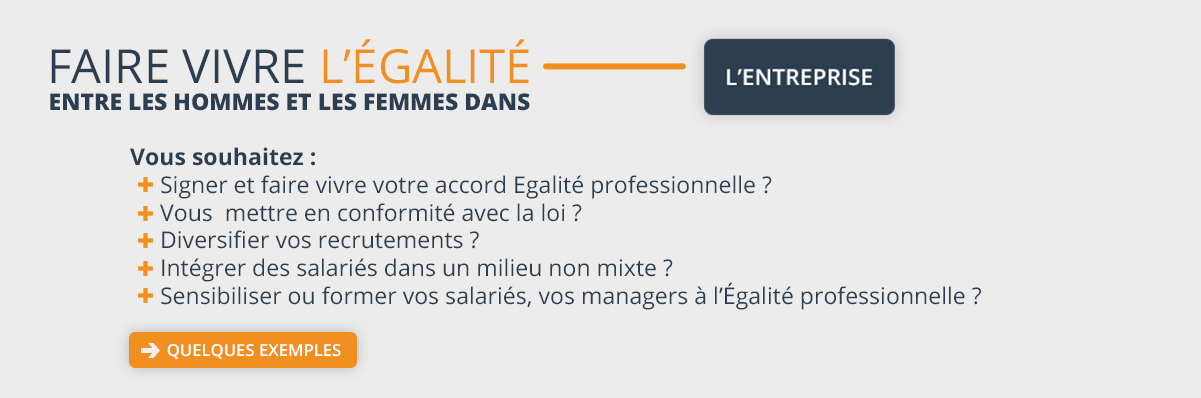 FAIRE VIVRE L’ÉGALITÉ
ENTRE LES HOMMES ET LES FEMMES DANS
L’ENTREPRISE
Vous souhaitez :
+ Signer et faire vivre votre accord Egalité professionnelle ?
+ Vous  mettre en conformité avec la loi ?
+ Diversifier vos recrutements ?
+ Intégrer des salariés dans un milieu non mixte ?
+ Sensibiliser ou former vos salariés, vos managers à l’Égalité professionnelle ?
➔ QUELQUES EXEMPLES